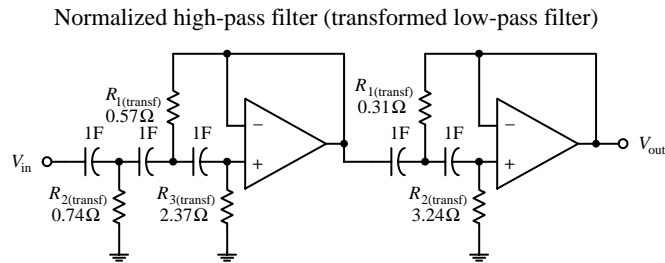 Normalized high-pass filter (transformed low-pass filter)
R1(transf)
0.57Ω
R1(transf)
0.31Ω
1F 1F 1F
−
+
1F 1F
−
+
Vin
Vout
R2(transf)
0.74Ω
R3(transf)
2.37Ω
R2(transf)
3.24Ω